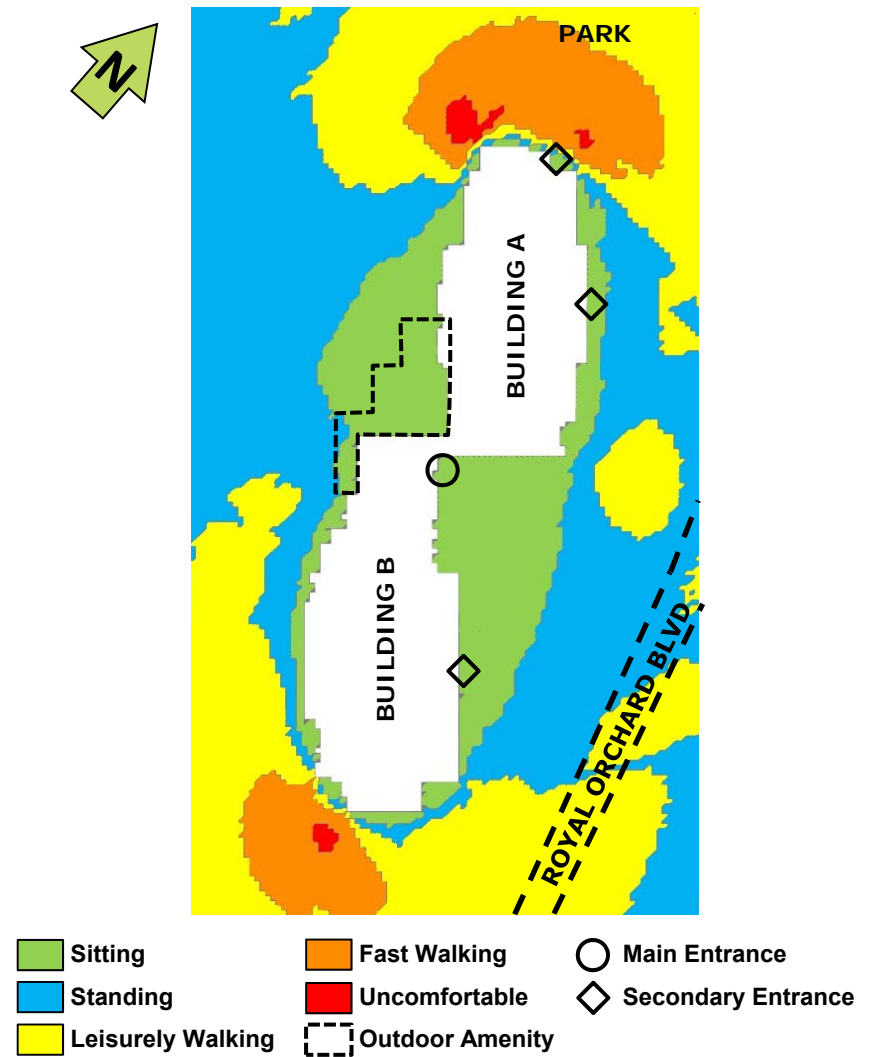 PARK
N
BUILDING A
BUILDING B
ROYAL ORCHARD BLVD
Sitting
Fast Walking
Main Entrance
Standing
Uncomfortable
Secondary Entrance
Leisurely Walking
Outdoor Amenity